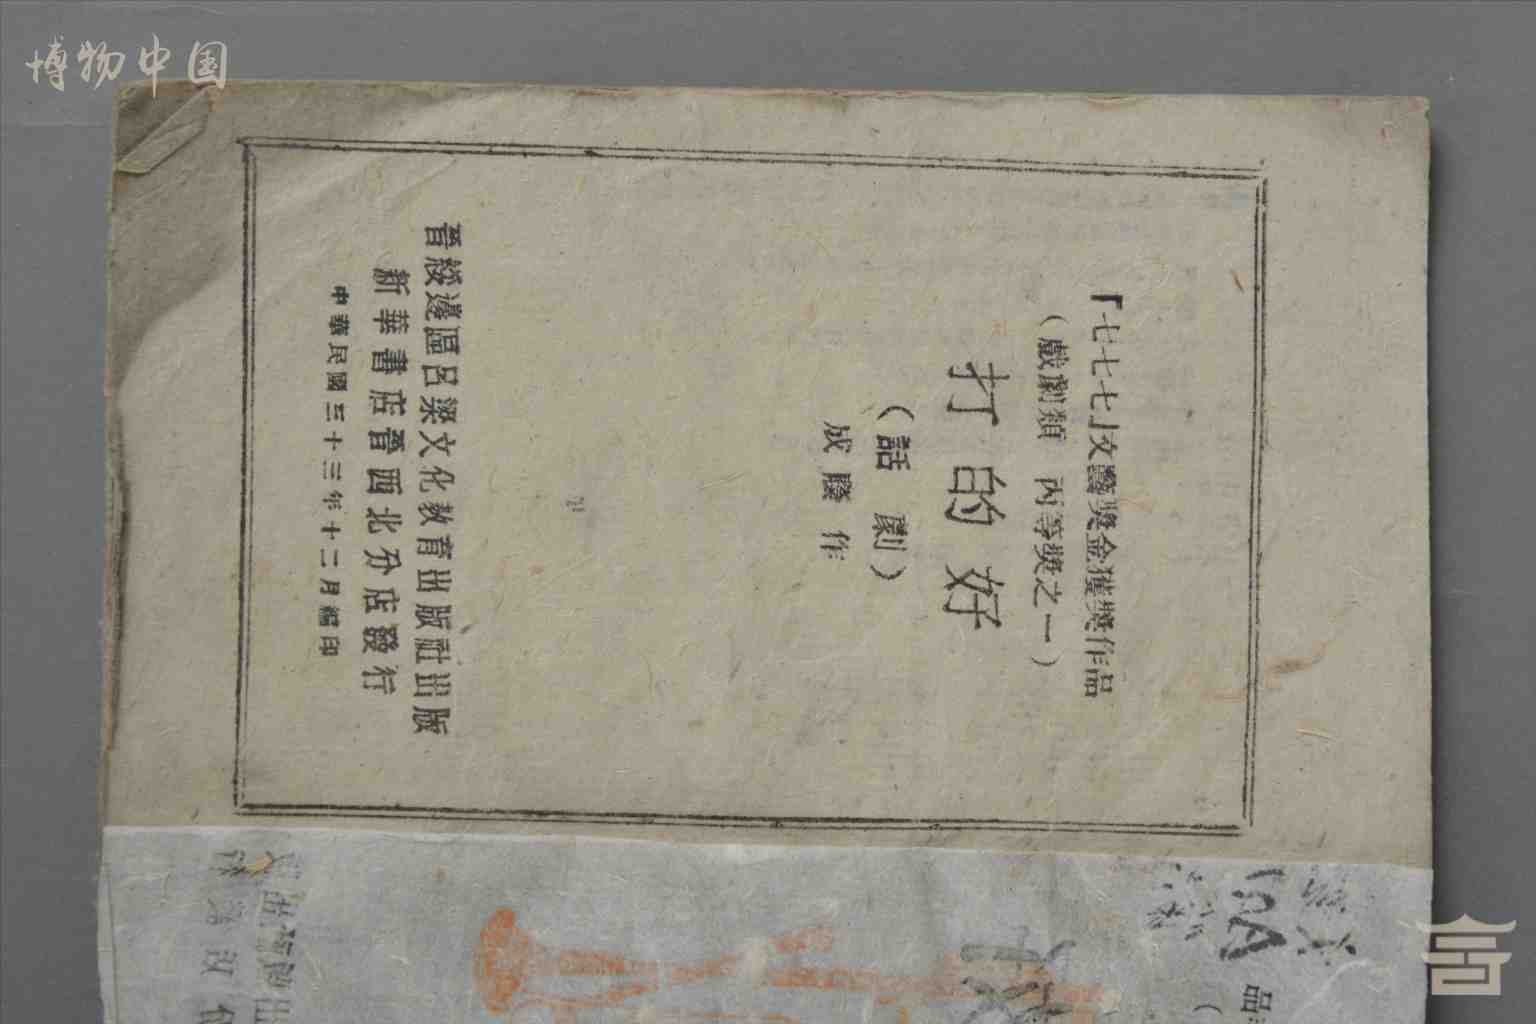 博物中国
『七七七』文藝獎金獲獎作品
（戲劇類 丙等獎之一）
打的好
（話劇）
成蔭作
晉綏邊區呂梁文化教育出版社出版
新華書店晉西北分店發行
中華民國三十三年十二月編印
品